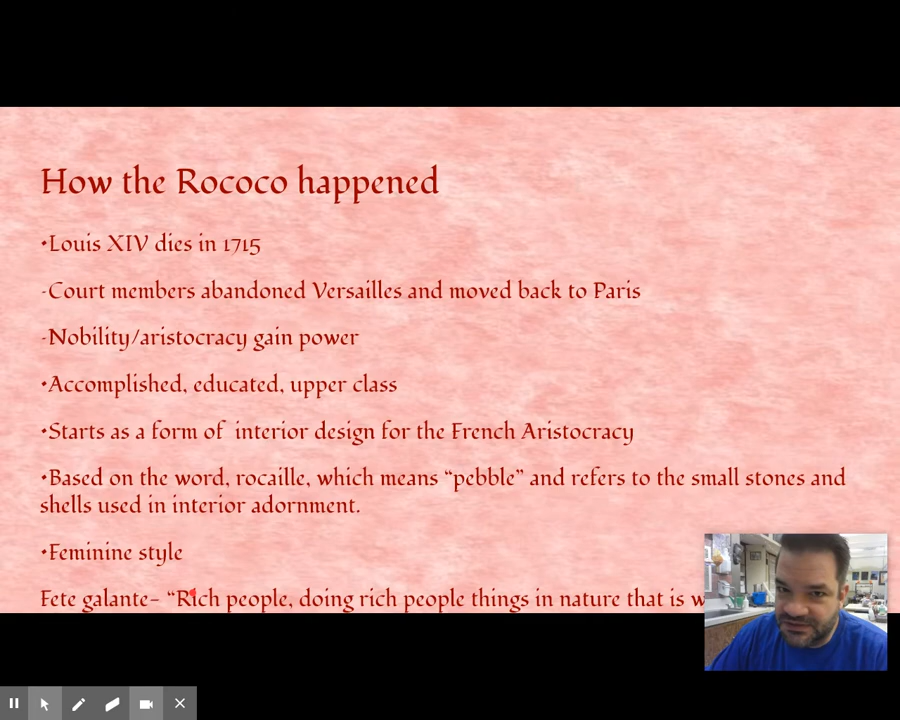 How the Rococo happened
•Louis XIV dies in 1715
-Court members abandoned Versailles and moved back to Paris
-Nobility/aristocracy gain power
•Accomplished, educated, upper class
•Starts as a form of  interior design for the French Aristocracy
•Based on the word, rocaille, which means “pebble” and refers to the small stones and
shells used in interior adornment.
•Feminine style
Fete galante– “Rich people, doing rich people things in nature that is